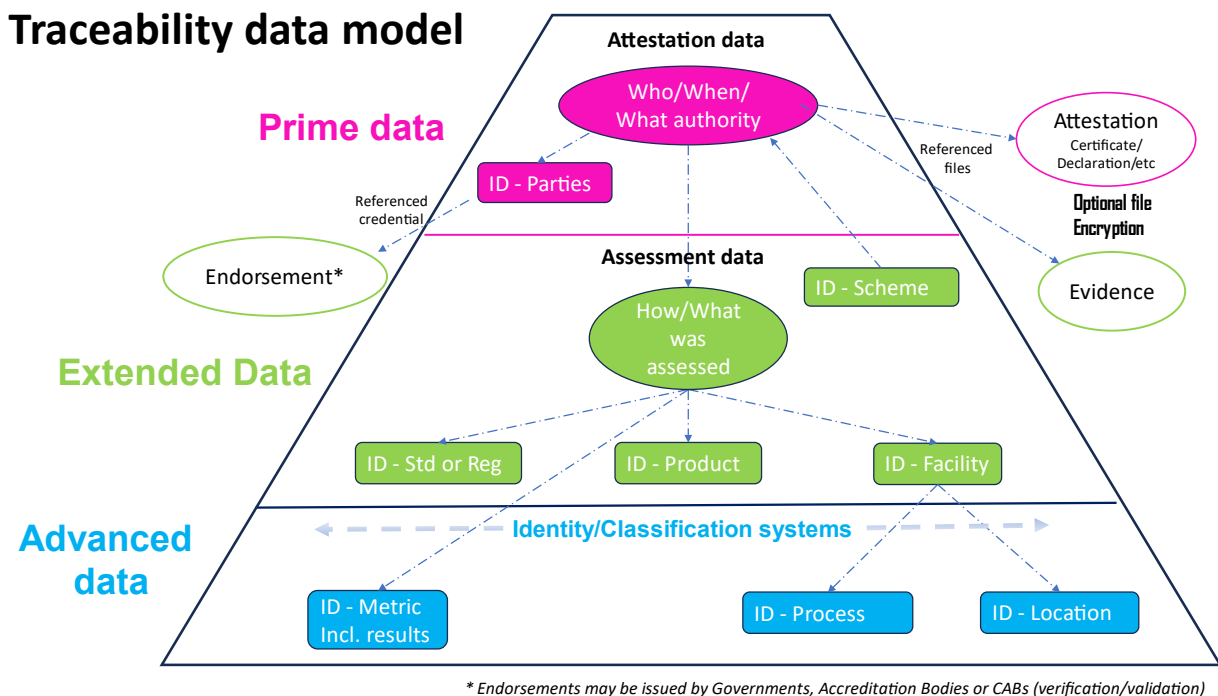 Traceability data model
Attestation data
Who/When/
What authority
Prime data
Attestation
Certificate/
Declaration/etc
Referenced
files
ID - Parties
Referenced
credential
Optional file
Encryption
Endorsement*
Assessment data
ID - Scheme
Evidence
How/What
was
assessed
Extended Data
ID - Std or Reg
ID - Product
ID - Facility
Advanced
data
Identity/Classification systems
ID - Metric
Incl. results
ID - Process
ID - Location
* Endorsements may be issued by Governments, Accreditation Bodies or CABs (verification/validation)